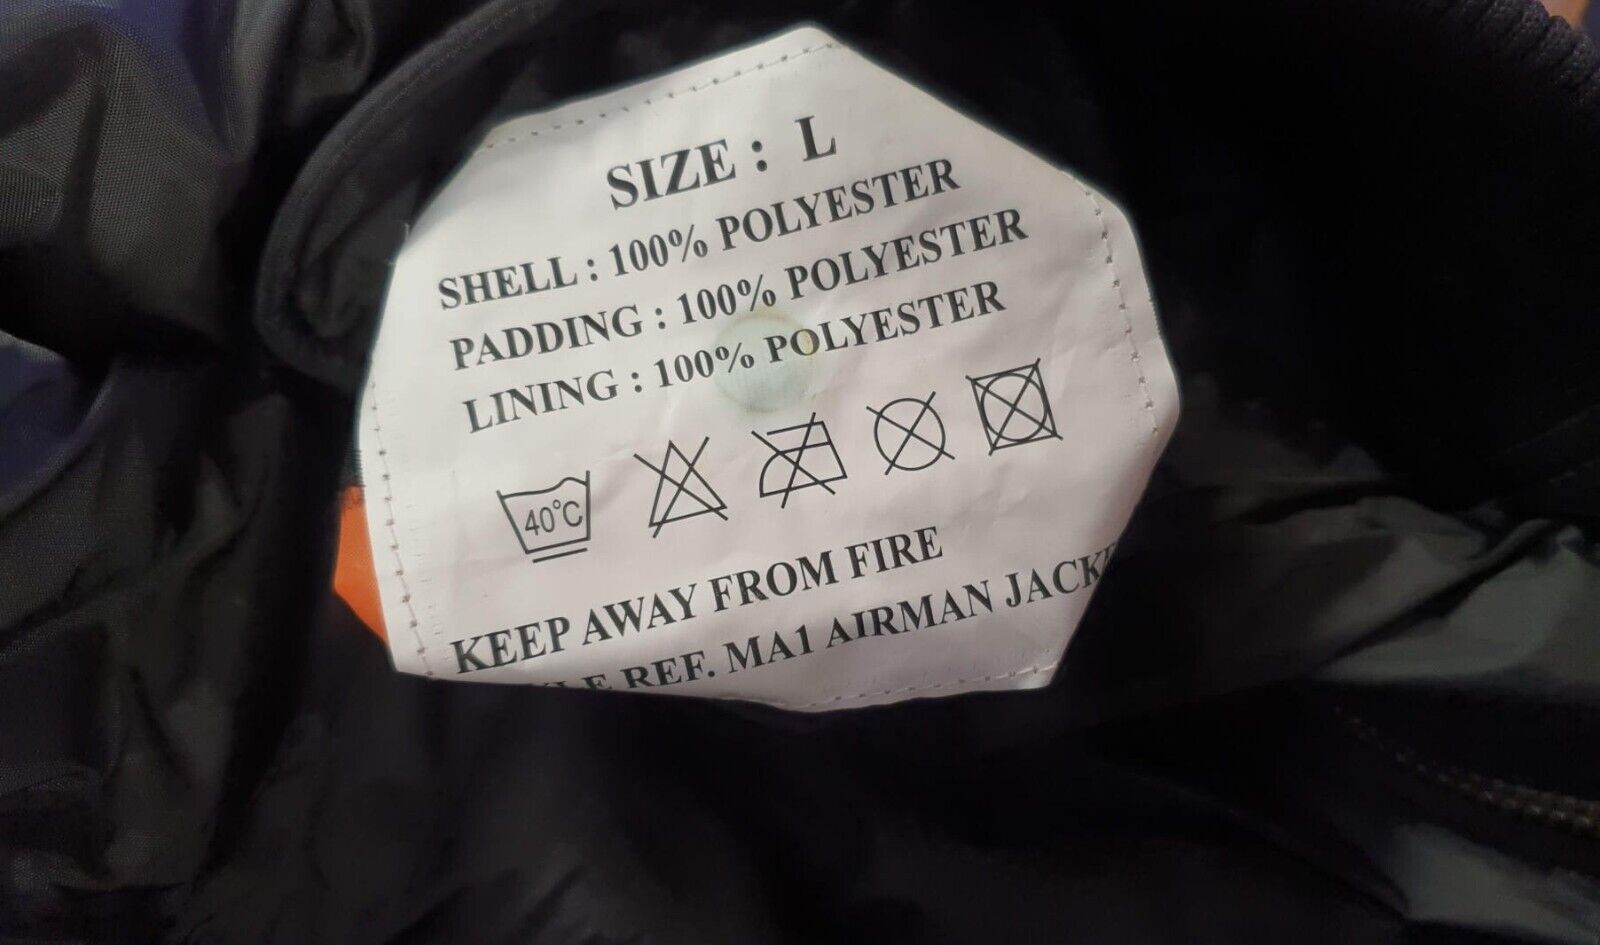 SIZE : L
SHELL : 100% POLYESTER
PADDING : 100% POLYESTER
LINING : 100% POLYESTER
40°C
KEEP AWAY FROM FIRE
REF. MA1 AIRMAN